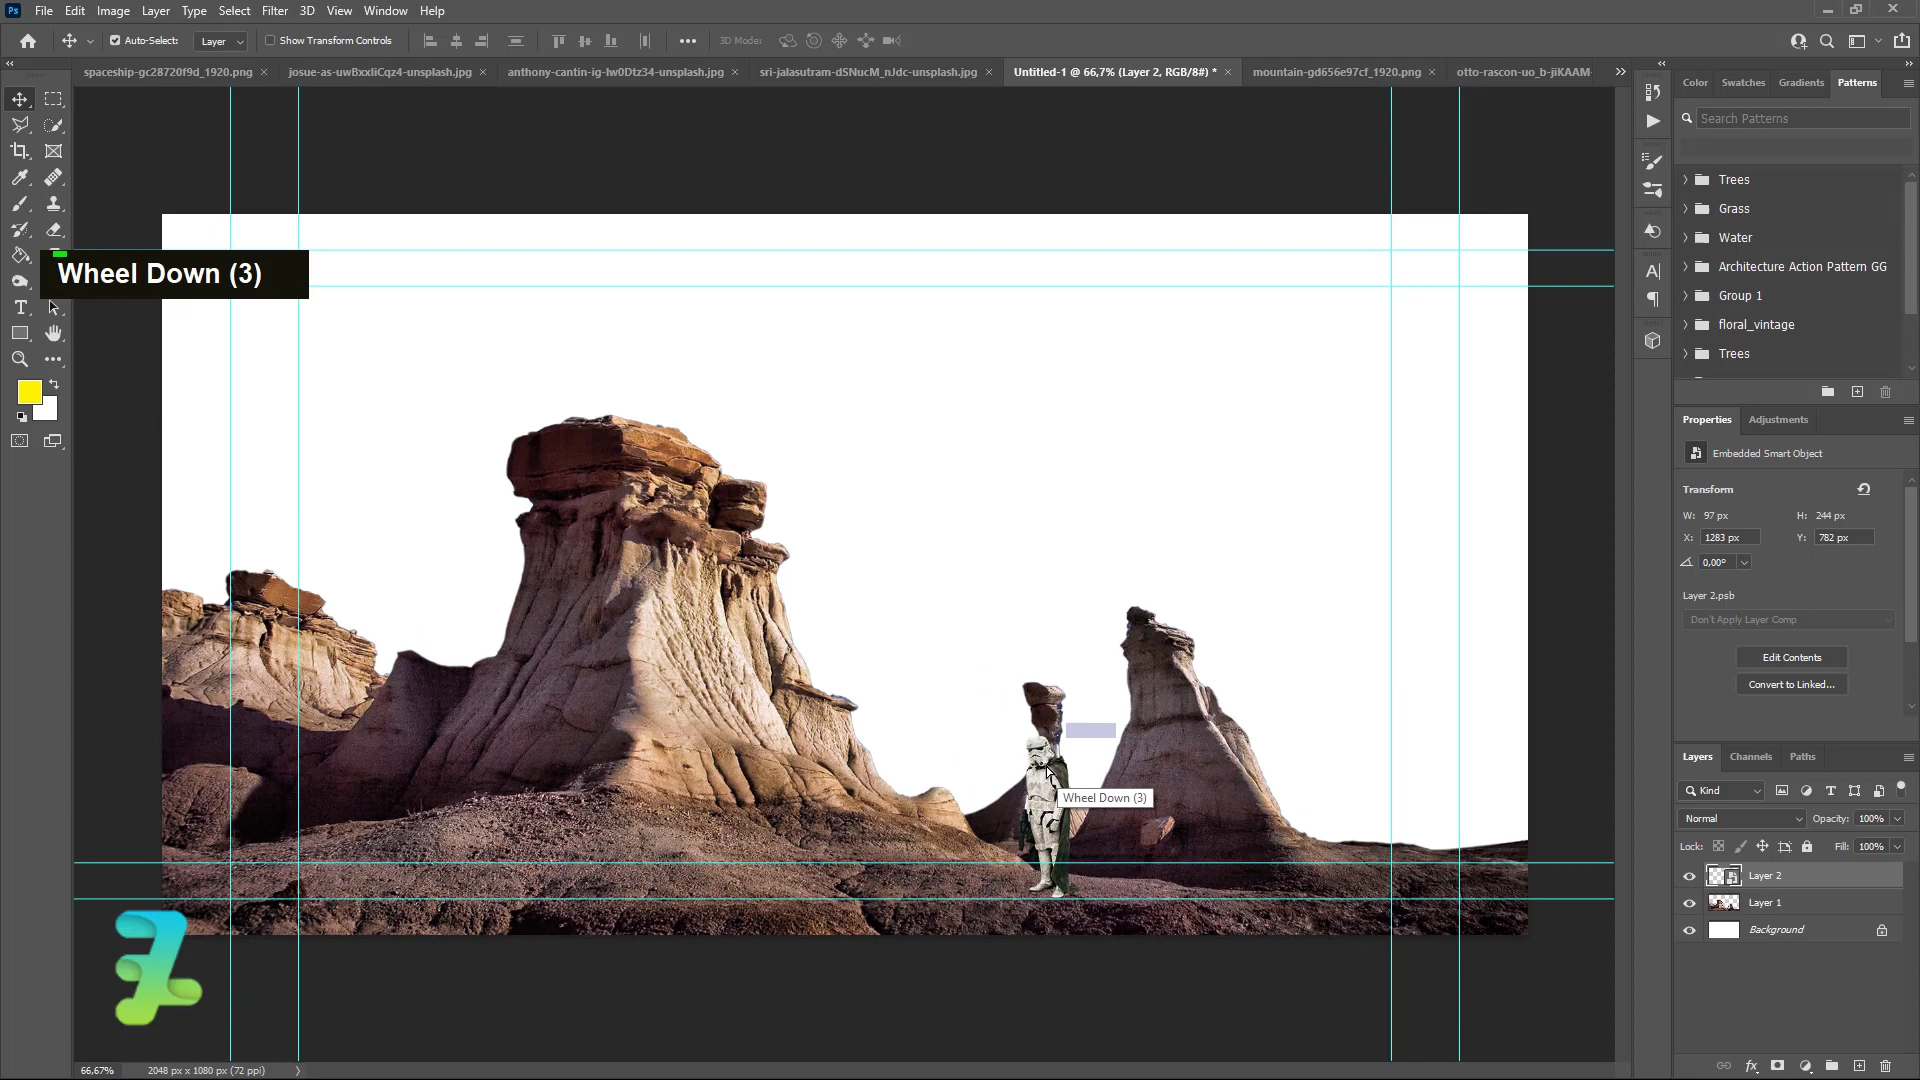 Ps File Edit Image Layer Type Select Filter 3D View Window Help
Auto-Select: Layer Show Transform Controls 3D Mode:
spaceship-gc28720f9d_1920.png josue-as-uwBxxliCqz4-unsplash.jpg anthony-cantin-ig-lw0Dtz34-unsplash.jpg sri-jalasutram-dSNucM_nJdc-unsplash.jpg Untitled-1 @ 66,7% (Layer 2, RGB/8#) * mountain-gd656e97cf_1920.png otto-rascon-uo_b-jiKAAM-
Color Swatches Gradients Patterns
Search Patterns
Trees
Grass
Water
Architecture Action Pattern GG
Group 1
floral_vintage
Trees
Wheel Down (3)
Wheel Down (3)
Properties Adjustments
Embedded Smart Object
Transform
W: 97 px H: 244 px
X: 1283 px Y: 782 px
0,00°
Layer 2.psb
Don't Apply Layer Comp
Edit Contents
Convert to Linked...
Layers Channels Paths
Kind
Normal Opacity: 100%
Lock: Fill: 100%
Layer 2
Layer 1
Background
66,67% 2048 px x 1080 px (72 ppi)